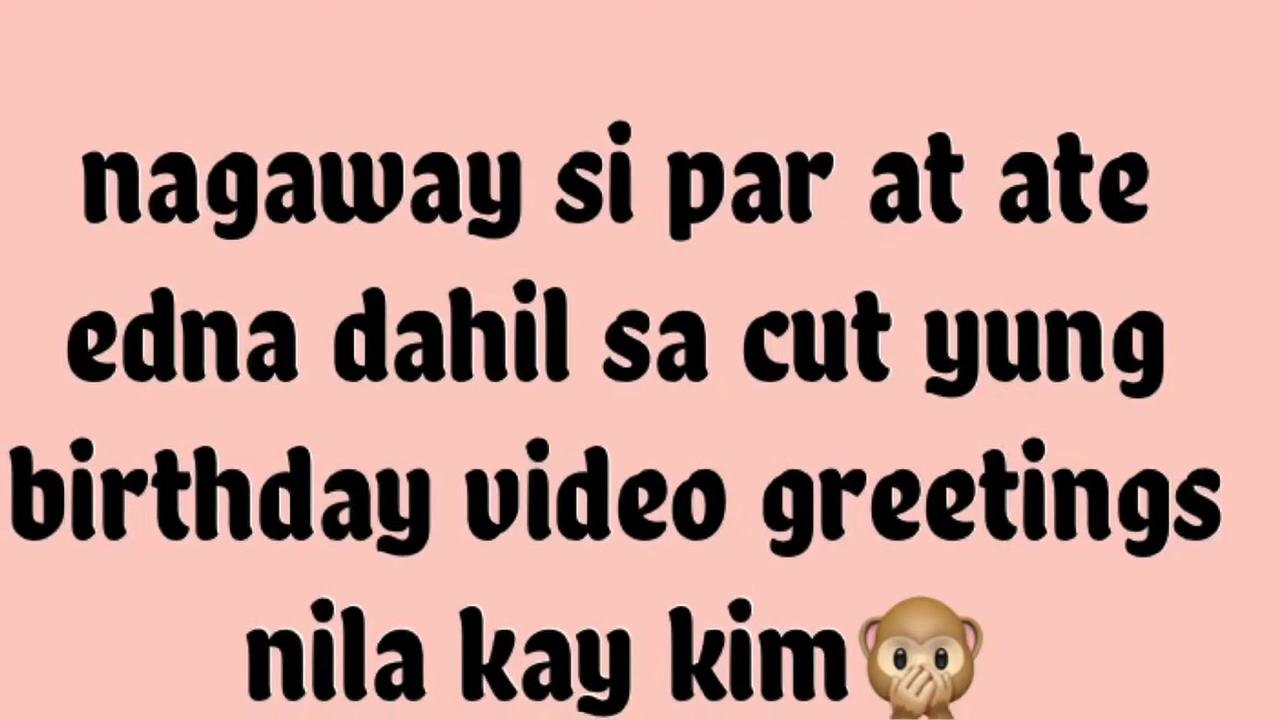 nagaway si par at ate
edna dahil sa cut yung
birthday video greetings
nila kay kim🙊